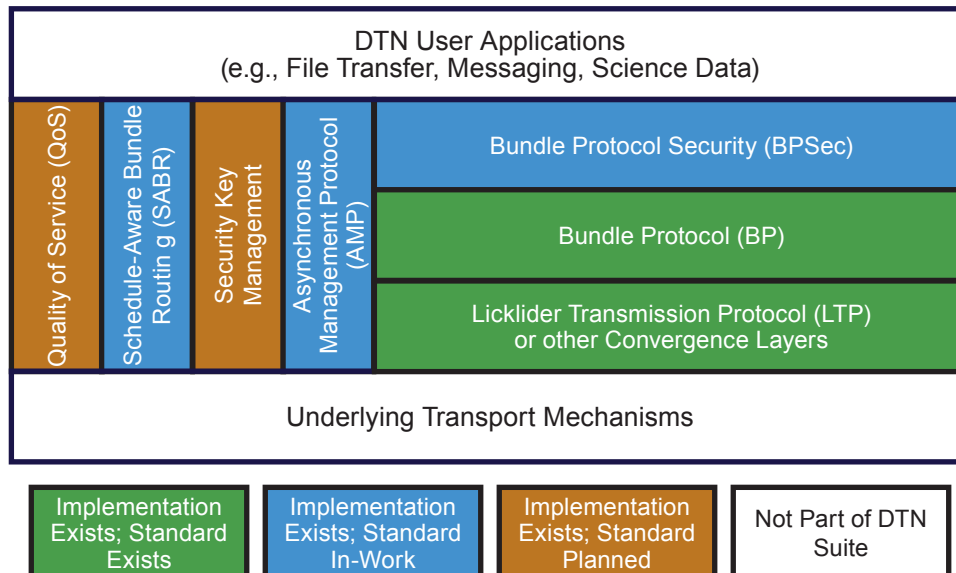 DTN User Applications
(e.g., File Transfer, Messaging, Science Data)
Quality of Service (QoS)
Schedule-Aware Bundle
Routin g (SABR)
Security Key
Management
Asynchronous
Management Protocol
(AMP)
Bundle Protocol Security (BPSec)
Bundle Protocol (BP)
Licklider Transmission Protocol (LTP)
or other Convergence Layers
Underlying Transport Mechanisms
Implementation
Exists; Standard
Exists
Implementation
Exists; Standard
In-Work
Implementation
Exists; Standard
Planned
Not Part of DTN
Suite